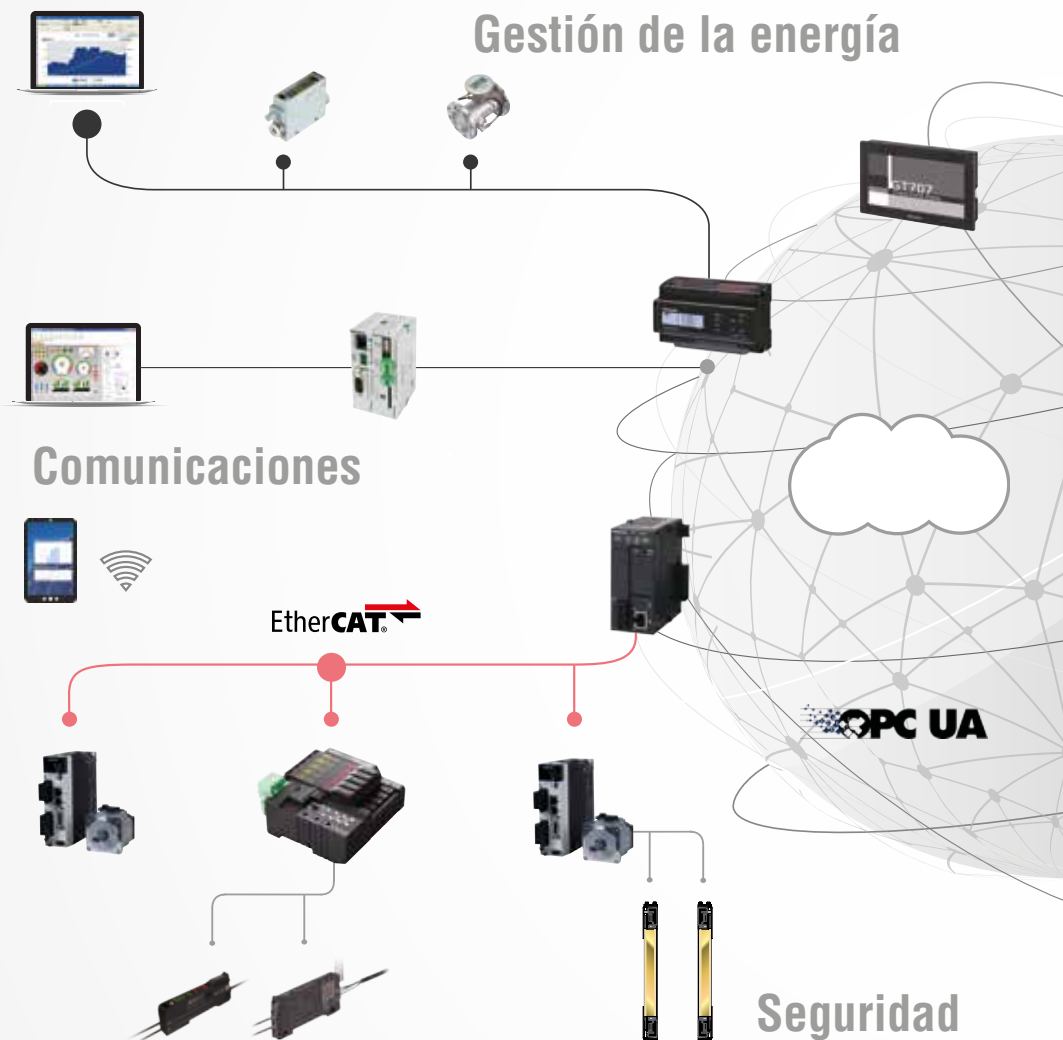 Gestión de la energía
GT707
Comunicaciones
EtherCAT®
OPC UA
Seguridad